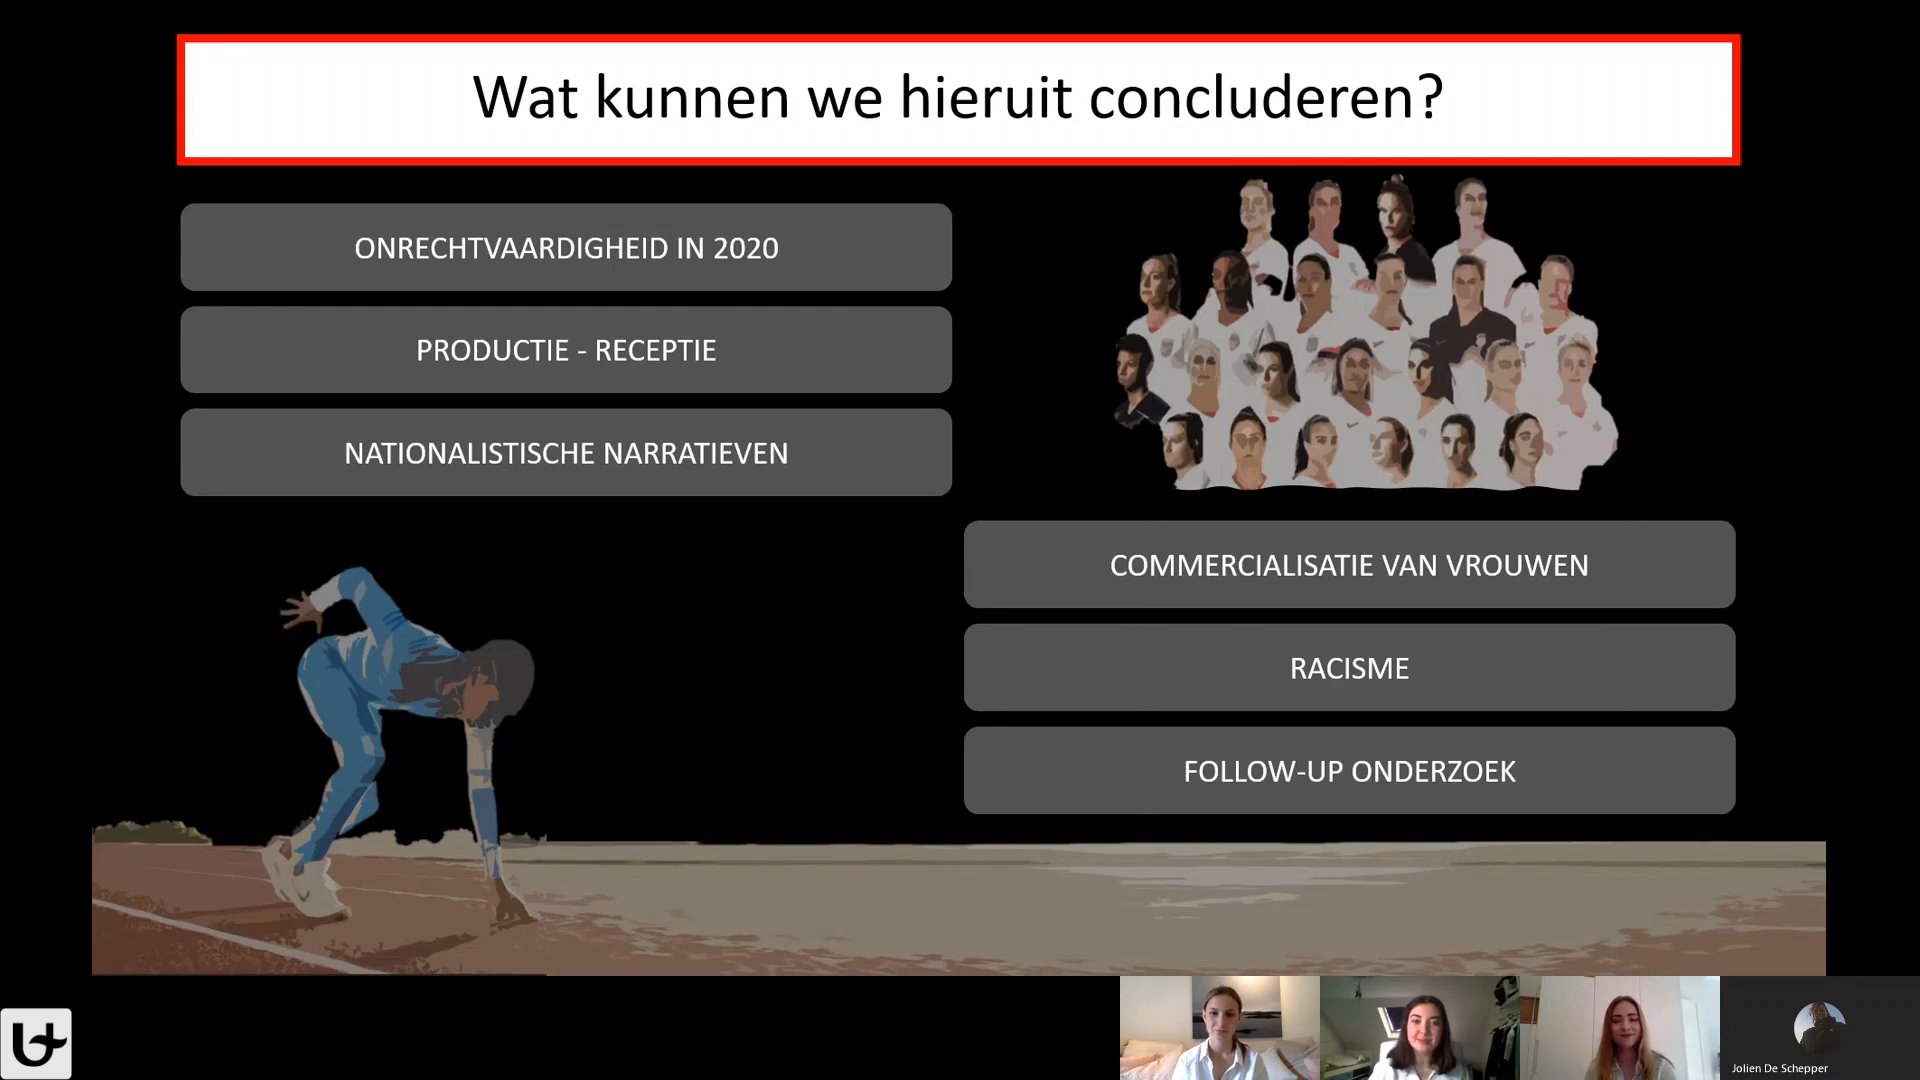 Wat kunnen we hieruit concluderen?
ONRECHTVAARDIGHEID IN 2020
PRODUCTIE - RECEPTIE
NATIONALISTISCHE NARRATIEVEN
COMMERCIALISATIE VAN VROUWEN
RACISME
FOLLOW-UP ONDERZOEK
Jolien De Schepper